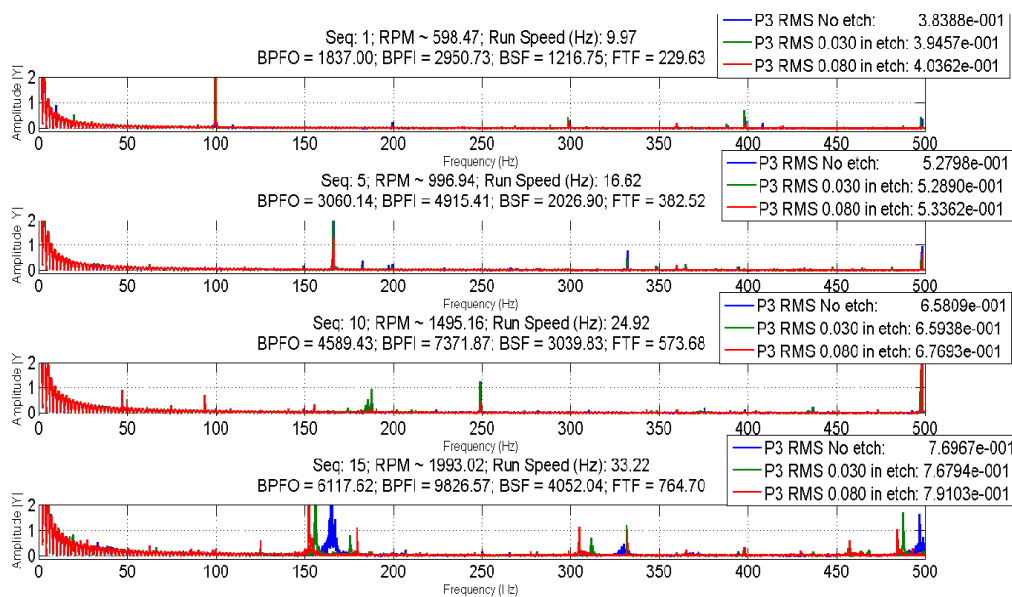 P3 RMS No etch: 3.8388e-001
P3 RMS 0.030 in etch: 3.9457e-001
P3 RMS 0.080 in etch: 4.0362e-001
Seq: 1; RPM ~ 598.47; Run Speed (Hz): 9.97
BPFO = 1837.00; BPFI = 2950.73; BSF = 1216.75; FTF = 229.63
Amplitude |Y|
2
1
0
0 50 100 150 200 250 300 350 400 450 500
Frequency (Hz)
P3 RMS No etch: 5.2798e-001
P3 RMS 0.030 in etch: 5.2890e-001
P3 RMS 0.080 in etch: 5.3362e-001
Seq: 5; RPM ~ 996.94; Run Speed (Hz): 16.62
BPFO = 3060.14; BPFI = 4915.41; BSF = 2026.90; FTF = 382.52
Amplitude |Y|
2
1
0
0 50 100 150 200 250 300 350 400 450 500
Frequency (Hz)
P3 RMS No etch: 6.5809e-001
P3 RMS 0.030 in etch: 6.5938e-001
P3 RMS 0.080 in etch: 6.7693e-001
Seq: 10; RPM ~ 1495.16; Run Speed (Hz): 24.92
BPFO = 4589.43; BPFI = 7371.87; BSF = 3039.83; FTF = 573.68
Amplitude |Y|
2
1
0
0 50 100 150 200 250 300 350 400 450 500
Frequency (Hz)
P3 RMS No etch: 7.6967e-001
P3 RMS 0.030 in etch: 7.6794e-001
P3 RMS 0.080 in etch: 7.9103e-001
Seq: 15; RPM ~ 1993.02; Run Speed (Hz): 33.22
BPFO = 6117.62; BPFI = 9826.57; BSF = 4052.04; FTF = 764.70
Amplitude |Y|
2
1
0
0 50 100 150 200 250 300 350 400 450 500
Frequency (Hz)